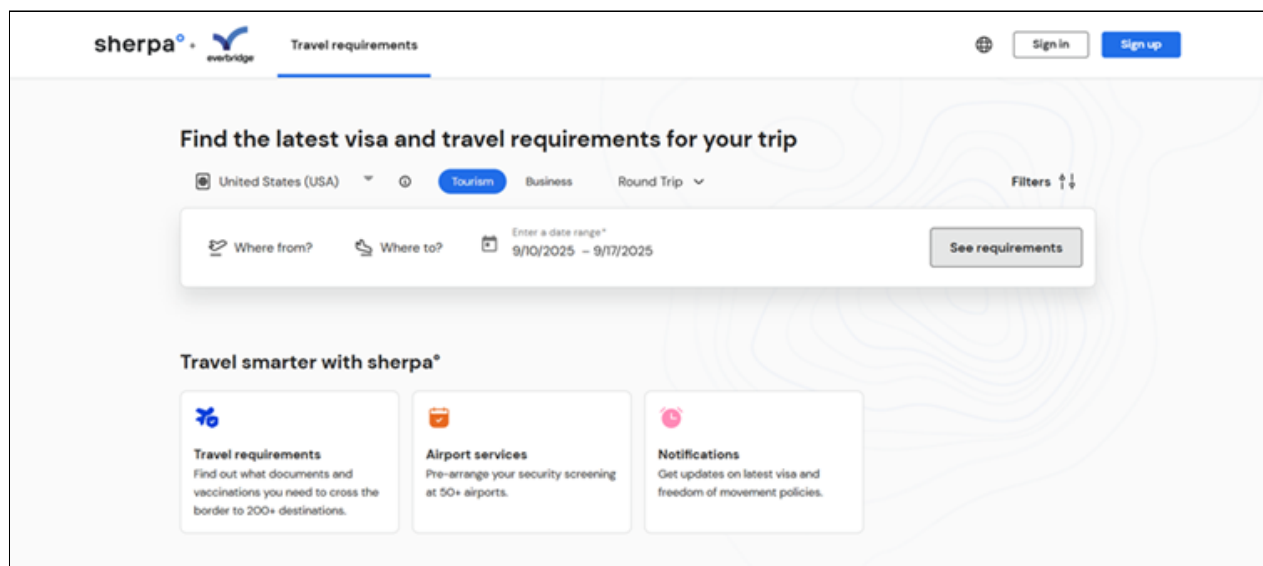 sherpa° + everbridge Travel requirements Sign in Sign up
Find the latest visa and travel requirements for your trip
United States (USA) Tourism Business Round Trip Filters
Where from? Where to? Enter a date range*
9/10/2025 – 9/17/2025
See requirements
Travel smarter with sherpa°
Travel requirements
Find out what documents and
vaccinations you need to cross the
border to 200+ destinations.
Airport services
Pre-arrange your security screening
at 50+ airports.
Notifications
Get updates on latest visa and
freedom of movement policies.